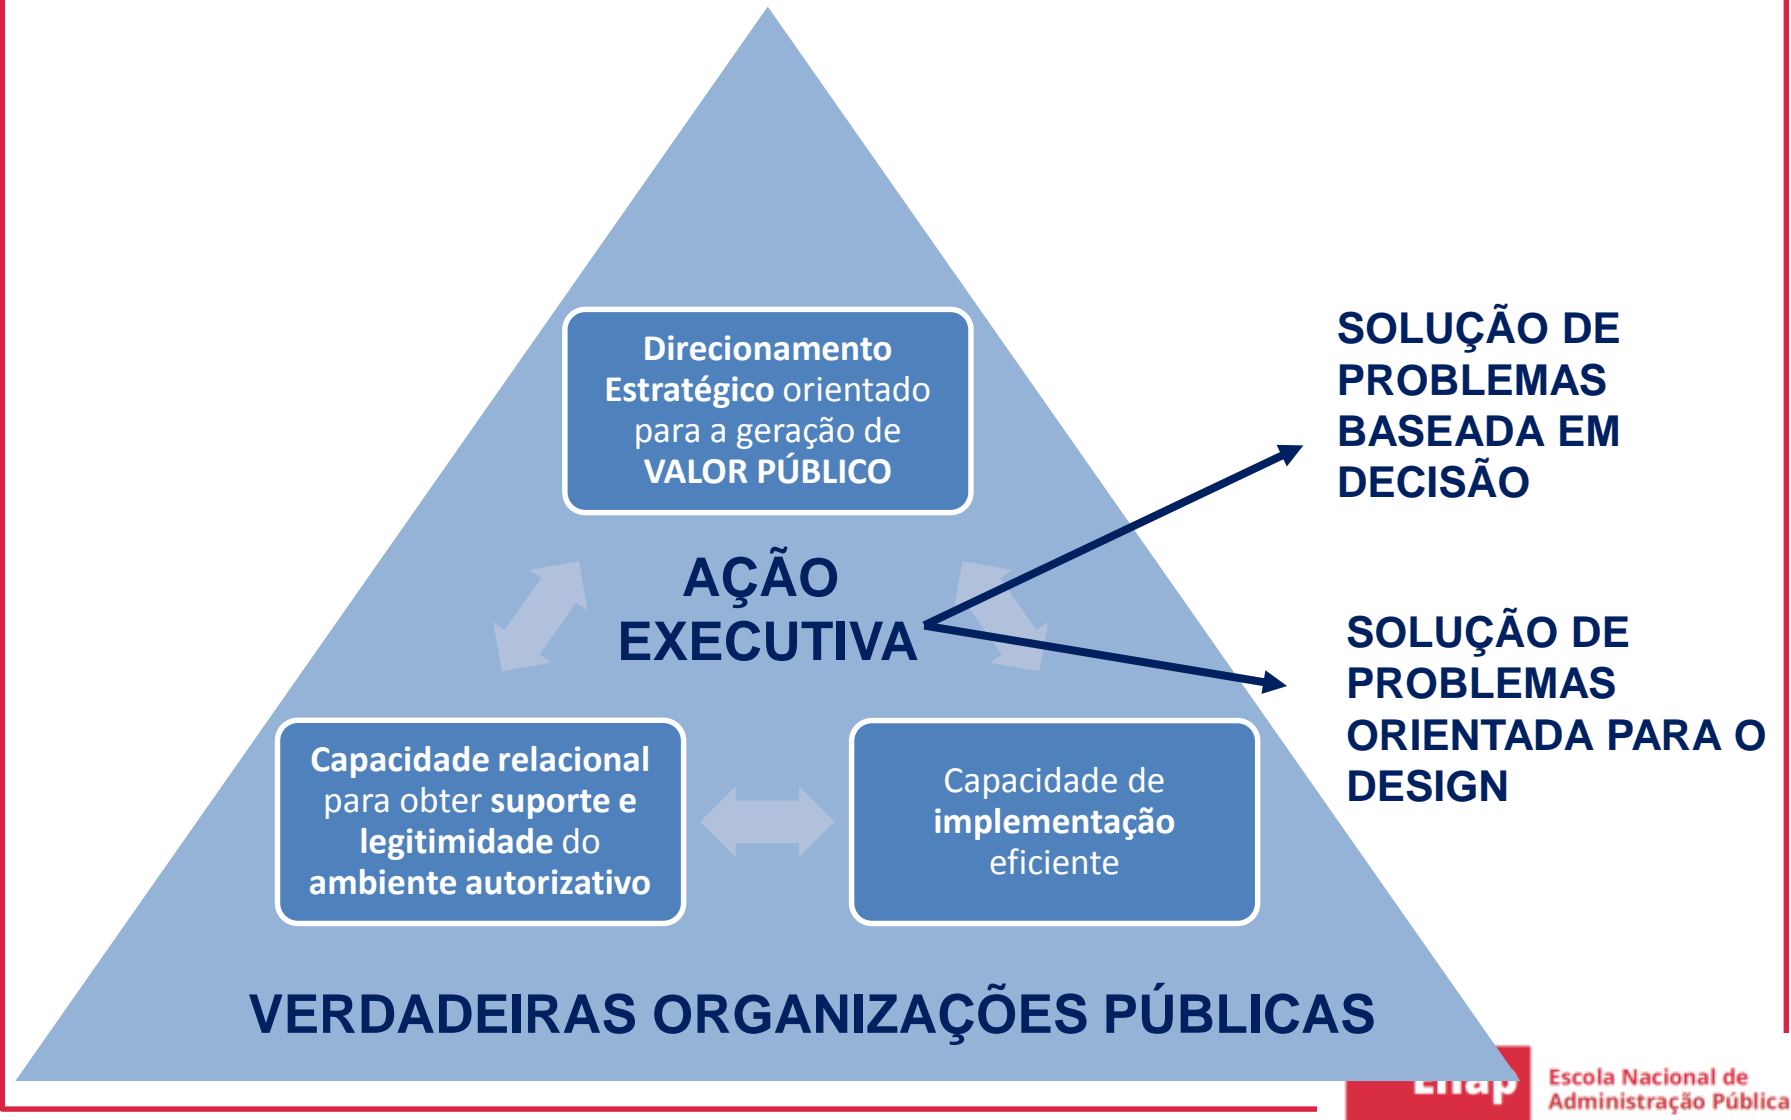 Direcionamento
Estratégico orientado
para a geração de
VALOR PÚBLICO
AÇÃO
EXECUTIVA
SOLUÇÃO DE
PROBLEMAS
BASEADA EM
DECISÃO
SOLUÇÃO DE
PROBLEMAS
ORIENTADA PARA O
DESIGN
Capacidade relacional
para obter suporte e
legitimidade do
ambiente autorizativo
Capacidade de
implementação
eficiente
VERDADEIRAS ORGANIZAÇÕES PÚBLICAS
Enap
Escola Nacional de
Administração Pública